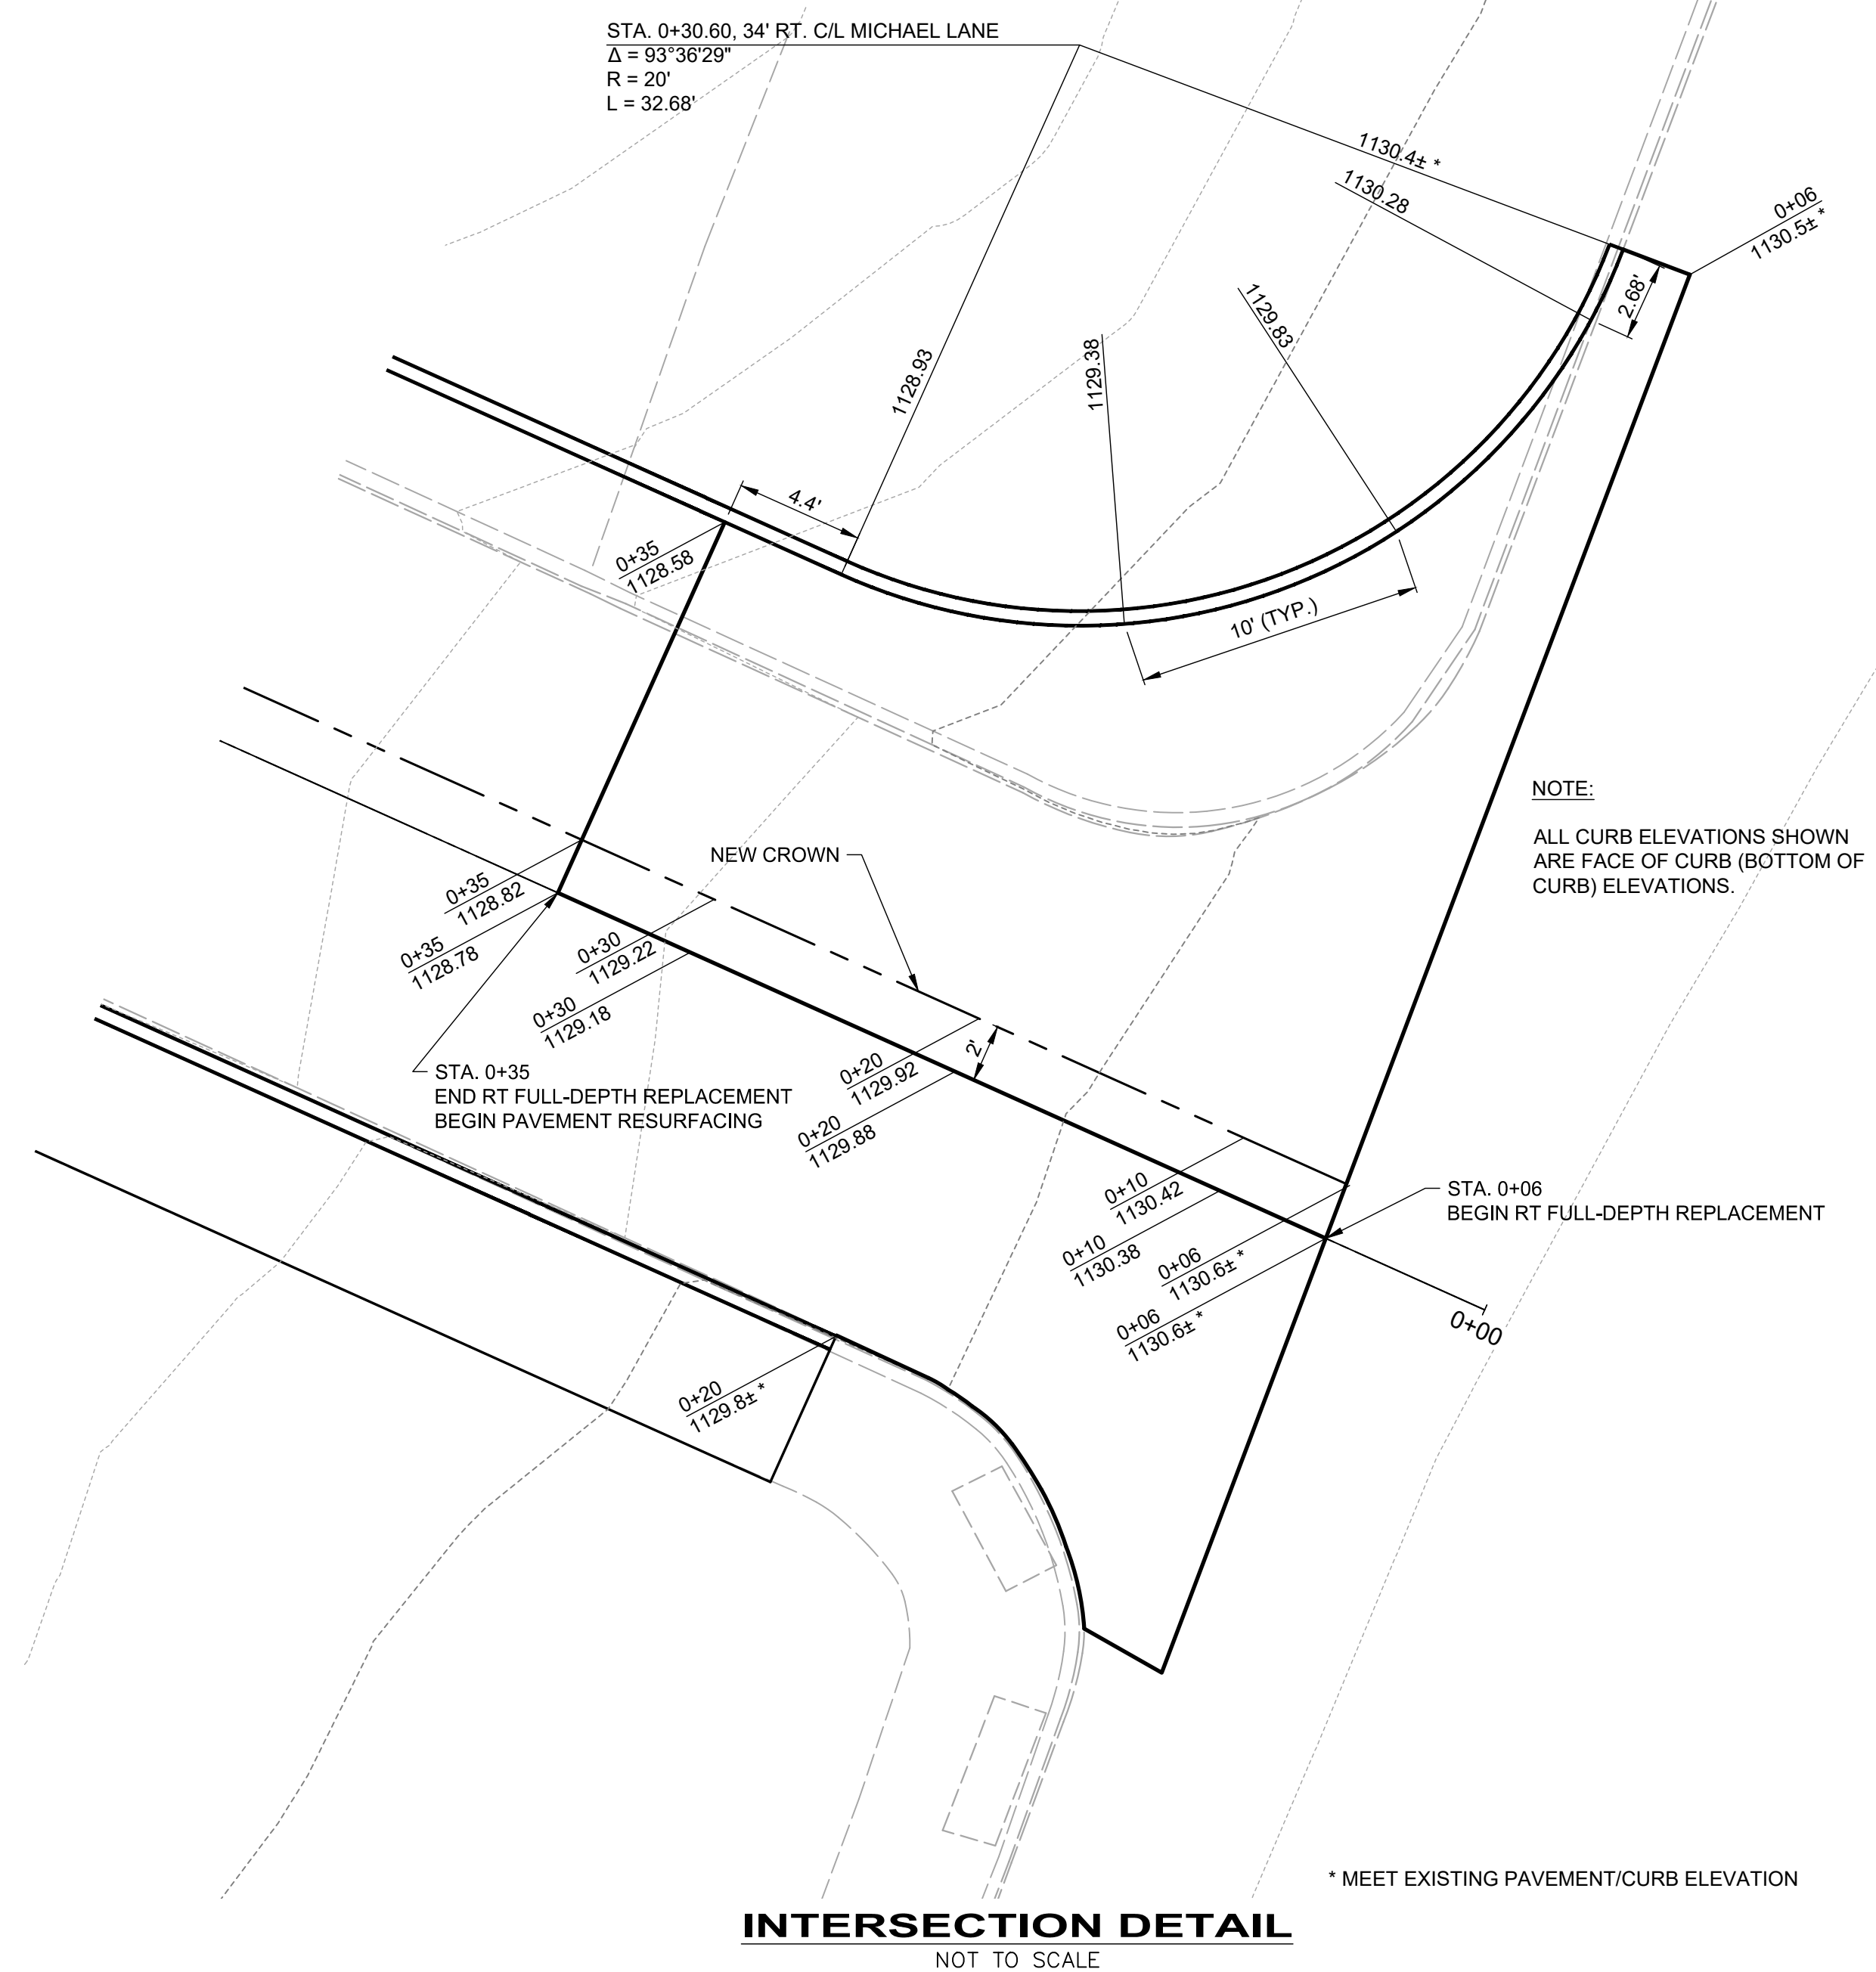 STA. 0+30.60, 34' RT. C/L MICHAEL LANE
Δ = 93°36'29"
R = 20'
L = 32.68'
1130.4± *
1130.28
0+06
1130.5± *
2.68'
1129.83
1129.38
1128.93
4.4'
0+35
1128.58
10' (TYP.)
NOTE:
ALL CURB ELEVATIONS SHOWN
ARE FACE OF CURB (BOTTOM OF
CURB) ELEVATIONS.
NEW CROWN
0+35
1128.82
0+35
1128.78
0+30
1129.22
0+30
1129.18
STA. 0+35
END RT FULL-DEPTH REPLACEMENT
BEGIN PAVEMENT RESURFACING
2'
0+20
1129.92
0+20
1129.88
0+10
1130.42
0+10
1130.38
0+06
1130.6± *
0+06
1130.6± *
STA. 0+06
BEGIN RT FULL-DEPTH REPLACEMENT
0+00
0+20
1129.8± *
* MEET EXISTING PAVEMENT/CURB ELEVATION
INTERSECTION DETAIL
NOT TO SCALE